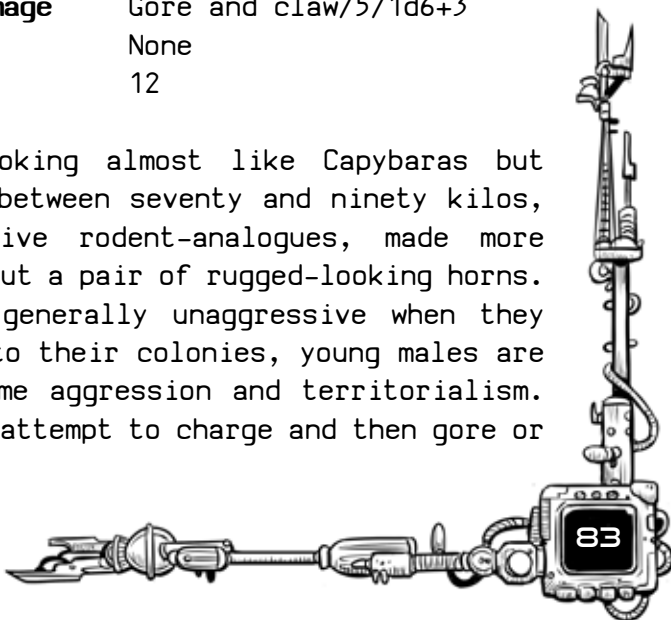 mage Gore and claw/5/1d6+3
None
12
oking almost like Capybaras but
between seventy and ninety kilos,
ive rodent-analogues, made more
ut a pair of rugged-looking horns.
generally unaggressive when they
to their colonies, young males are
me aggression and territorialism.
attempt to charge and then gore or
83